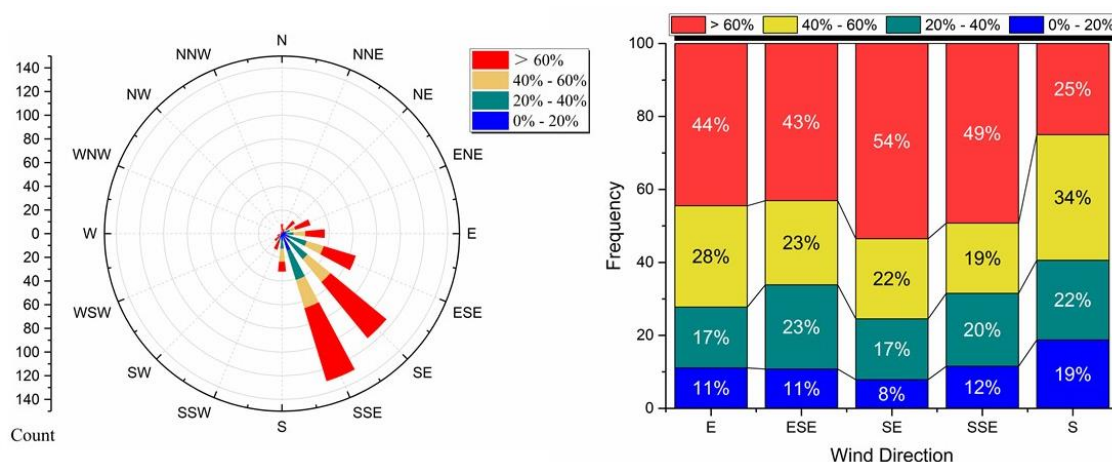 N
NNE
NE
ENE
E
ESE
SE
SSE
S
SSW
SW
WSW
W
WNW
NW
NNW
140
120
100
80
60
40
20
0
20
40
60
80
100
120
140
Count
> 60%
40% - 60%
20% - 40%
0% - 20%
> 60% 40% - 60% 20% - 40% 0% - 20%
100
80
60
40
20
0
Frequency
44% 43% 54% 49% 25%
28% 23% 22% 19% 34%
17% 23% 17% 20% 22%
11% 11% 8% 12% 19%
E ESE SE SSE S
Wind Direction